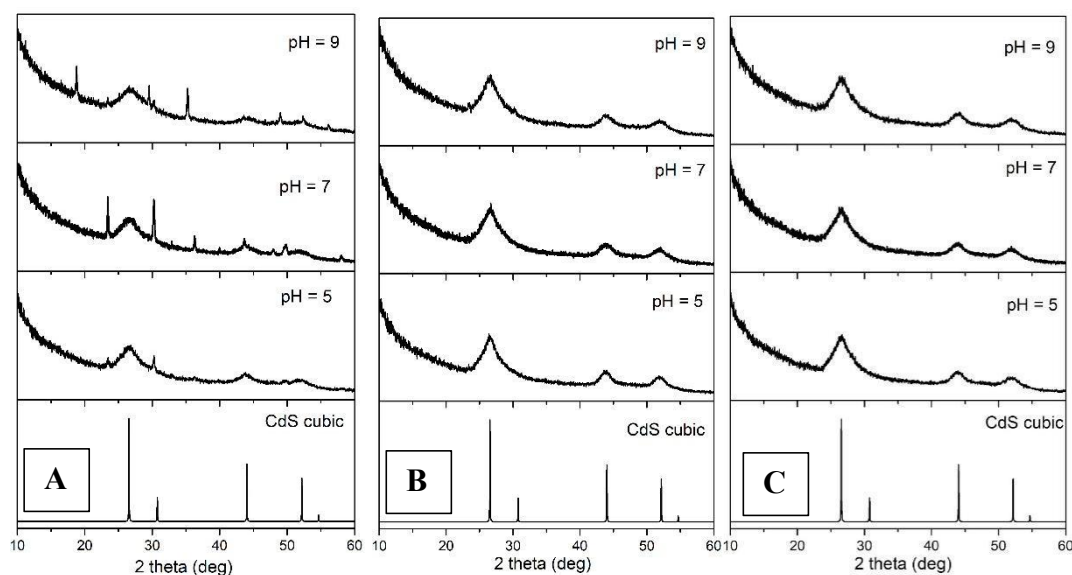 pH = 9
pH = 7
pH = 5
CdS cubic
A
10 20 30 40 50 60
2 theta (deg)
pH = 9
pH = 7
pH = 5
CdS cubic
B
10 20 30 40 50 60
2 theta (deg)
pH = 9
pH = 7
pH = 5
CdS cubic
C
10 20 30 40 50 60
2 theta (deg)